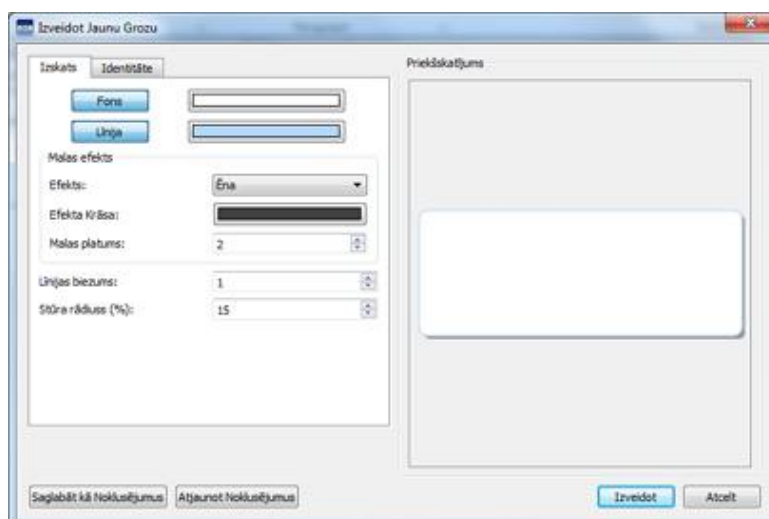 Izveidot Jaunu Grozu
Izskats
Identitāte
Priekšskatījums
Fons
Līnija
Malas efekts
Efekts:
Ēna
Efekta Krāsa:
Malas platums:
2
Līnijas biezums:
1
Stūra rādiuss (%):
15
Saglabāt kā Noklusējumus
Atjaunot Noklusējumus
Izveidot
Atcelt